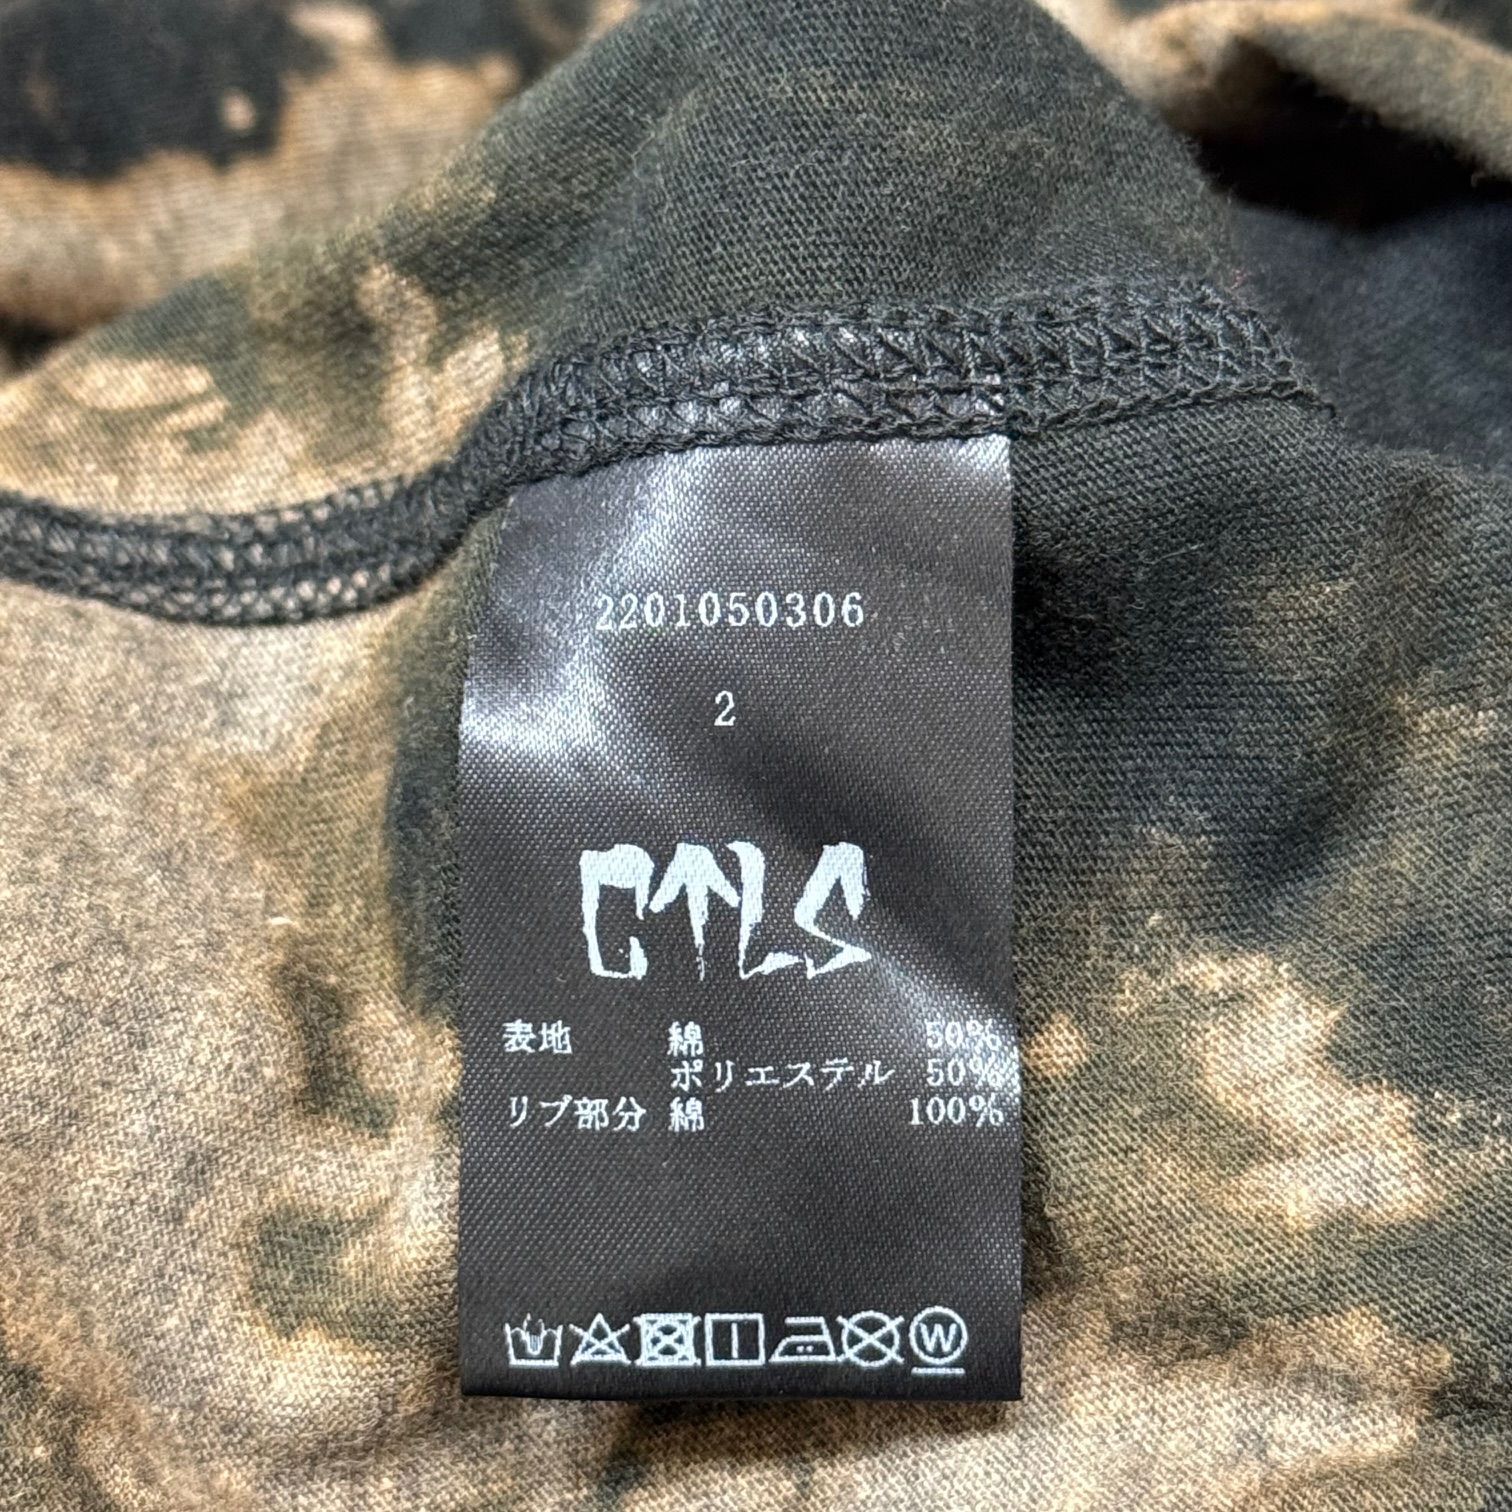 2201050306
2
CTLS
表地 綿 50%
ポリエステル 50%
リブ部分 綿 100%
W